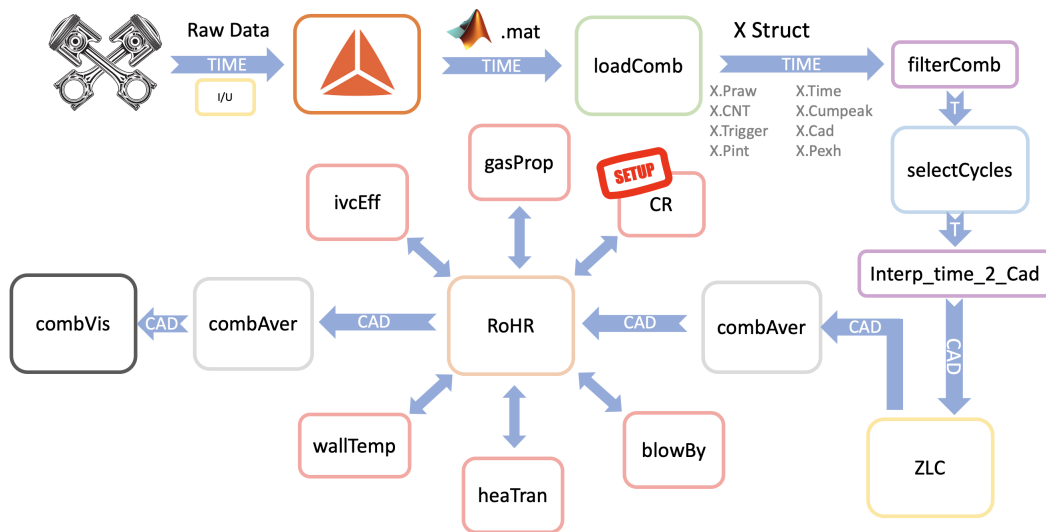 Raw Data
TIME
I/U
.mat
TIME
loadComb
X Struct
TIME
X.Praw
X.CNT
X.Trigger
X.Pint
X.Time
X.Cumpeak
X.Cad
X.Pexh
filterComb
T
selectCycles
T
Interp_time_2_Cad
CAD
ZLC
CAD
combAver
CAD
RoHR
gasProp
SETUP
CR
ivcEff
wallTemp
heaTran
blowBy
CAD
combAver
CAD
combVis